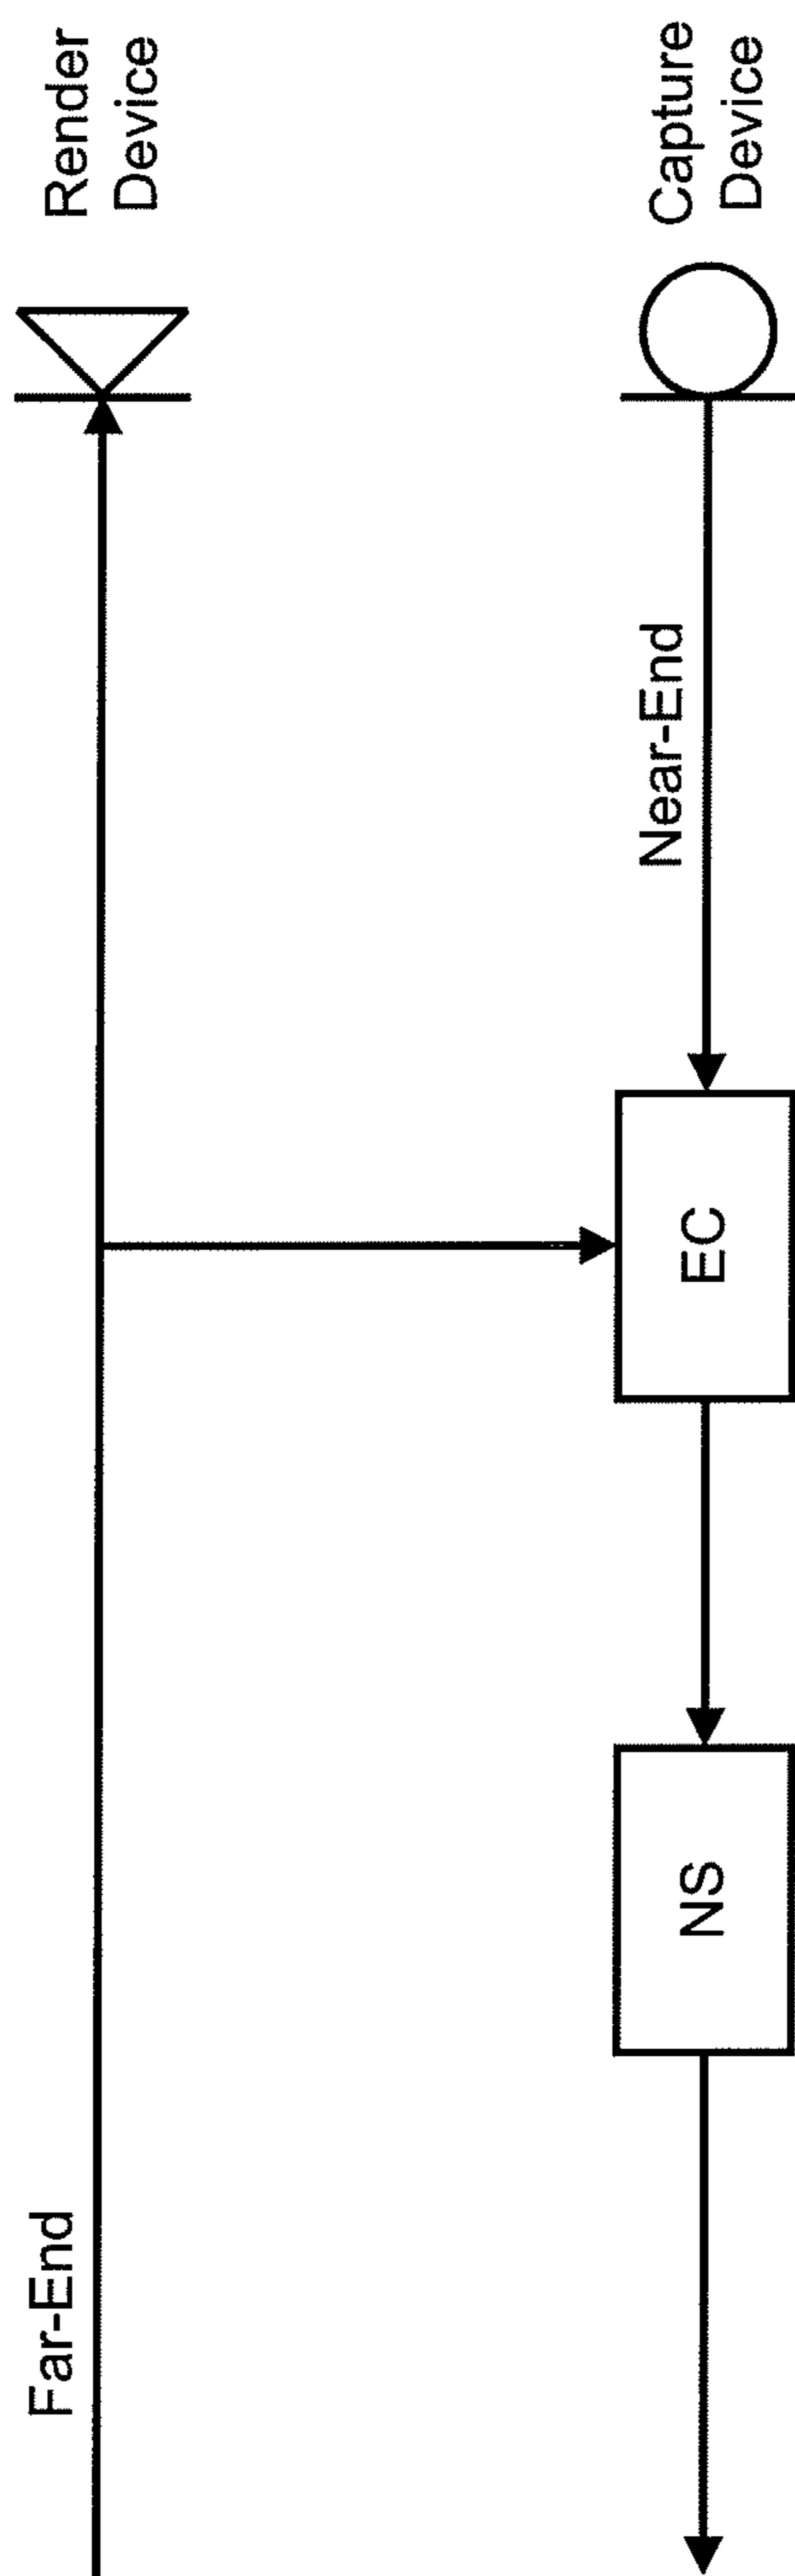 Far-End
Render
Device
NS
EC
Near-End
Capture
Device